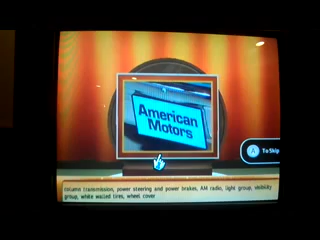 American
Motors
A To Skip
column transmission, power steering and power brakes, AM radio, light group, visibility
group, white walled tires, wheel cover